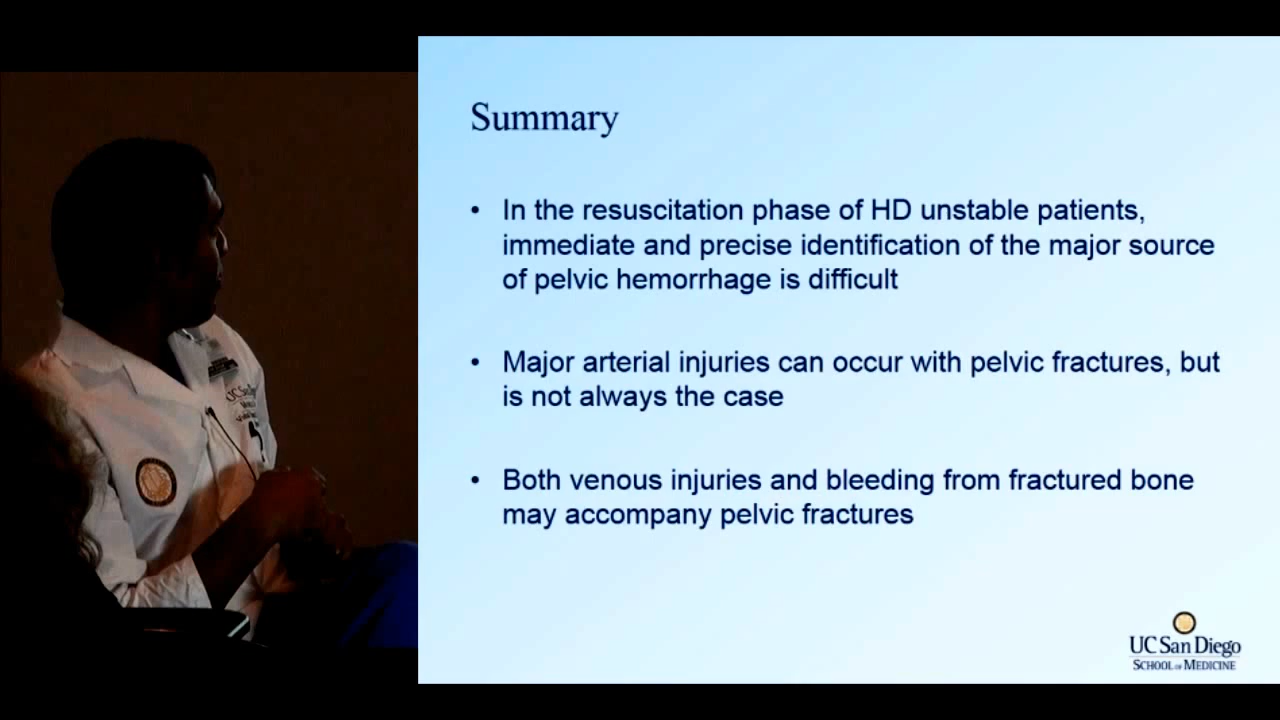 Summary
• In the resuscitation phase of HD unstable patients,
immediate and precise identification of the major source
of pelvic hemorrhage is difficult
• Major arterial injuries can occur with pelvic fractures, but
is not always the case
• Both venous injuries and bleeding from fractured bone
may accompany pelvic fractures
UC San Diego
SCHOOL OF MEDICINE
UC San